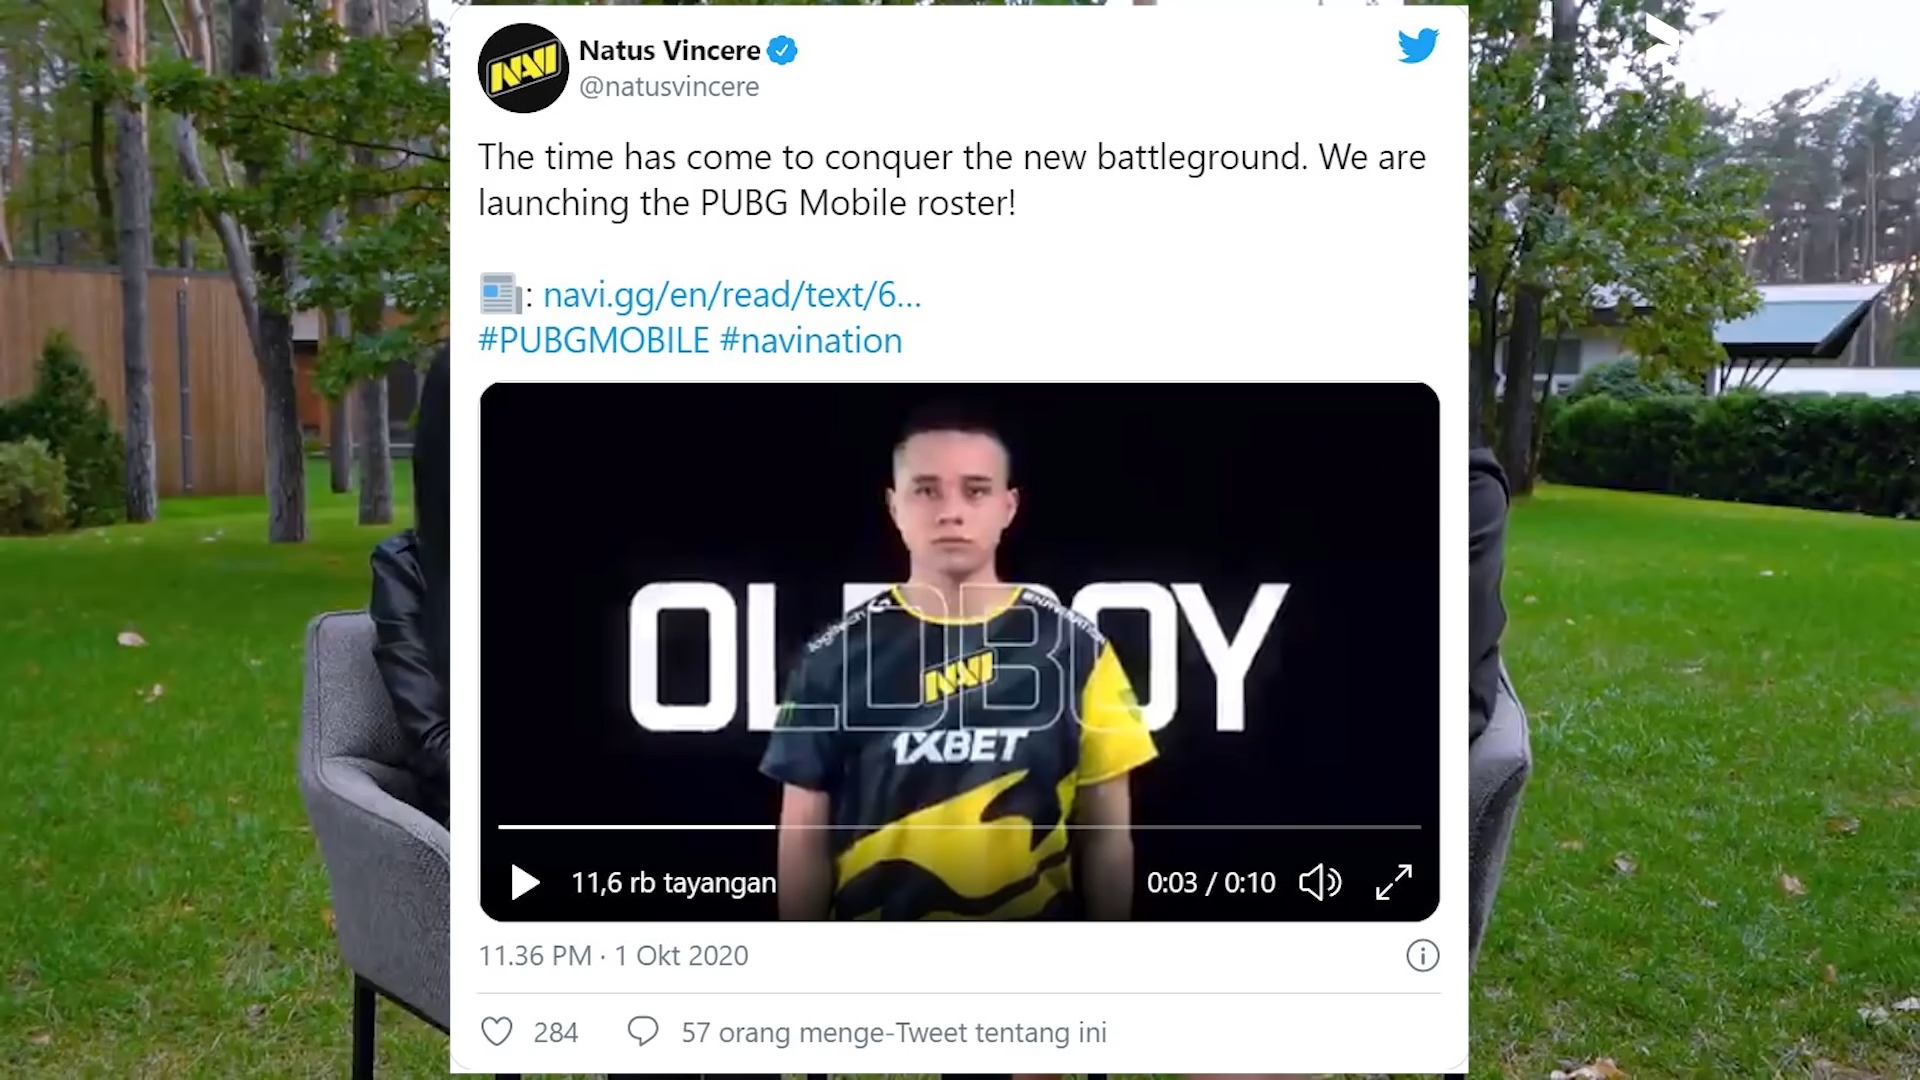 Natus Vincere
@natusvincere
The time has come to conquer the new battleground. We are
launching the PUBG Mobile roster!
: navi.gg/en/read/text/6...
#PUBGMOBILE #navination
OLDBOY
logitech
NAVI
1XBET
11,6 rb tayangan
0:03 / 0:10
11.36 PM · 1 Okt 2020
284
57 orang menge-Tweet tentang ini